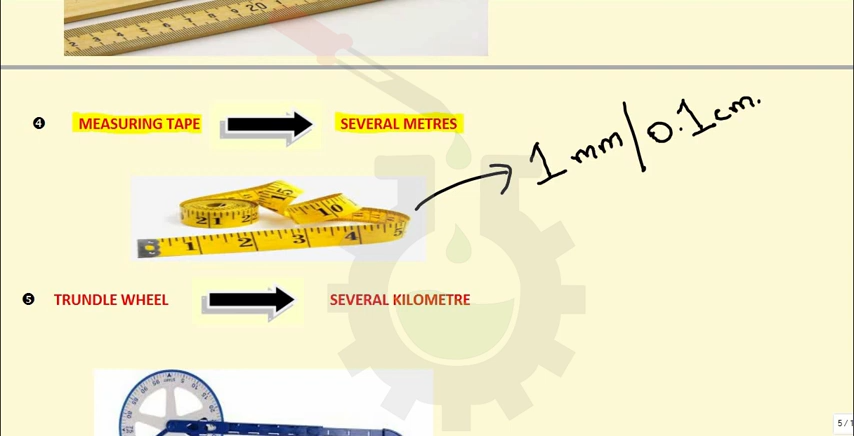 ❹ MEASURING TAPE SEVERAL METRES
1 mm/0.1cm.
❺ TRUNDLE WHEEL SEVERAL KILOMETRE
5 / 1